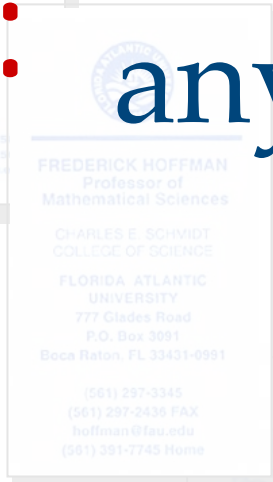 any
FLORIDA ATLANTIC
FREDERICK HOFFMAN
Professor of
Mathematical Sciences
CHARLES E. SCHMIDT
COLLEGE OF SCIENCE
FLORIDA ATLANTIC
UNIVERSITY
777 Glades Road
P.O. Box 3091
Boca Raton, FL 33431-0991
(561) 297-3345
(561) 297-2436 FAX
hoffman@fau.edu
(561) 391-7745 Home